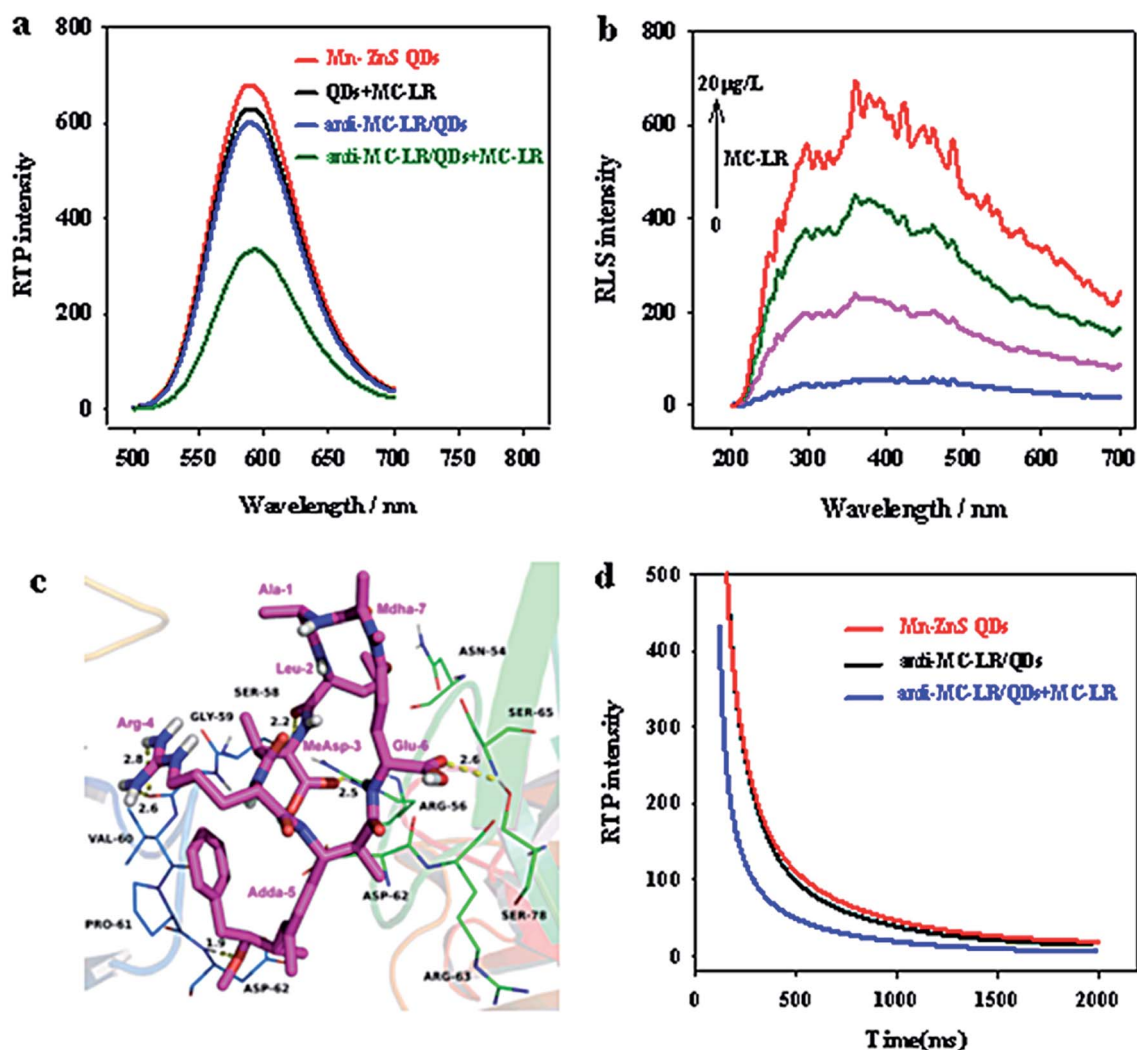 a
800
600
400
200
0
RTP intensity
Mn- ZnS QDs
QDs+MC-LR
anti-MC-LR/QDs
anti-MC-LR/QDs+MC-LR
500 550 600 650 700 750 800
Wavelength / nm
b
800
600
400
200
0
RLS intensity
20 µg/L
MC-LR
0
200 300 400 500 600 700
Wavelength / nm
c
Ala-1
Mdha-7
ASN-54
Leu-2
SER-58
SER-65
Arg-4
GLY-59
2.2
MeAsp-3
Glu-6
2.8
2.6
2.6
2.5
ARG-56
VAL-60
Adda-5
ASP-62
SER-78
PRO-61
1.9
ASP-62
ARG-63
d
500
400
300
200
100
0
RTP intensity
Mn-ZnS QDs
anti-MC-LR/QDs
anti-MC-LR/QDs+MC-LR
500 1000 1500 2000
Time(ms)